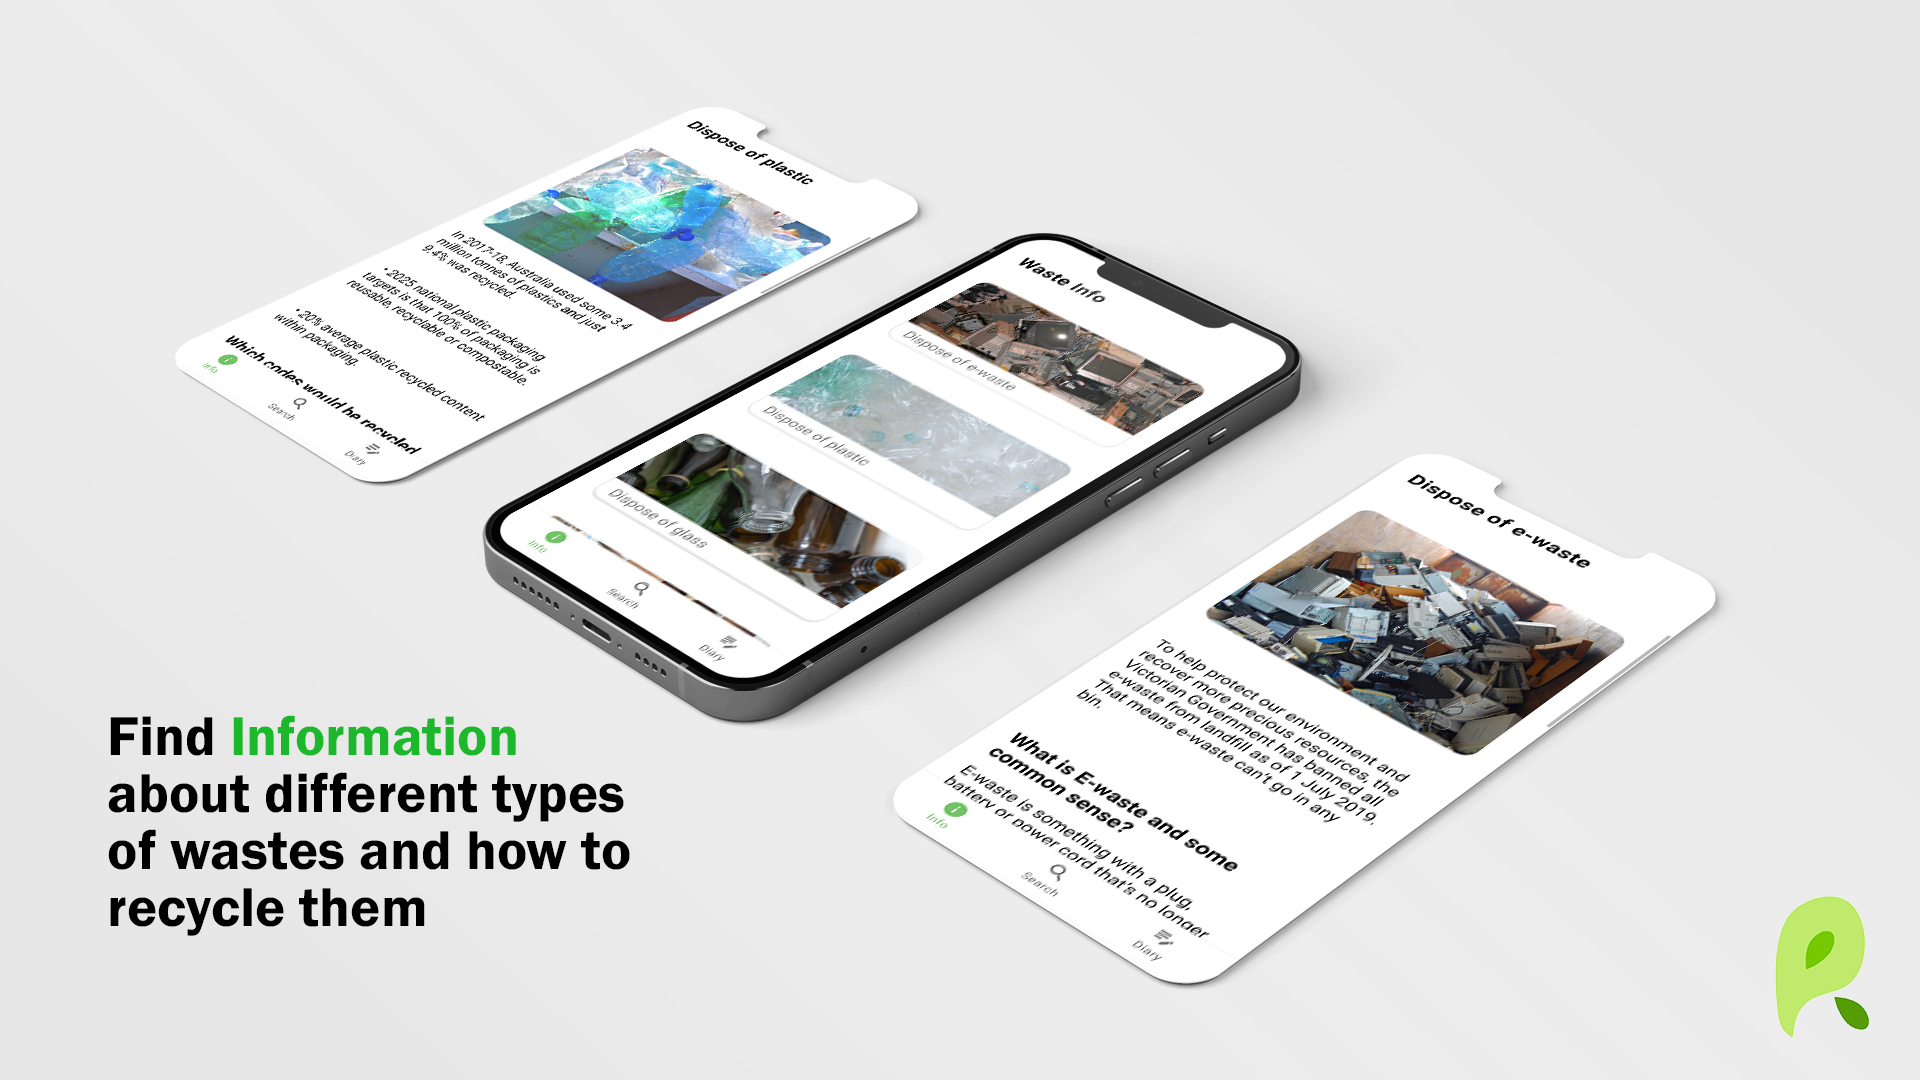 Dispose of plastic
In 2017-18, Australia used some 3.4
million tonnes of plastics and just
9.4% was recycled.
• 2025 national plastic packaging
targets is that 100% of packaging is
reusable, recyclable or compostable.
• 20% average plastic recycled content
within packaging.
Which codes would be recycled
Info
Search
Diary
Waste Info
Dispose of e-waste
Dispose of plastic
Dispose of glass
Info
Search
Diary
Dispose of e-waste
To help protect our environment and
recover more precious resources, the
Victorian Government has banned all
e-waste from landfill as of 1 July 2019.
That means e-waste can't go in any
bin.
What is E-waste and some
common sense?
E-waste is something with a plug,
battery or power cord that's no longer
Info
Search
Diary
Find Information
about different types
of wastes and how to
recycle them